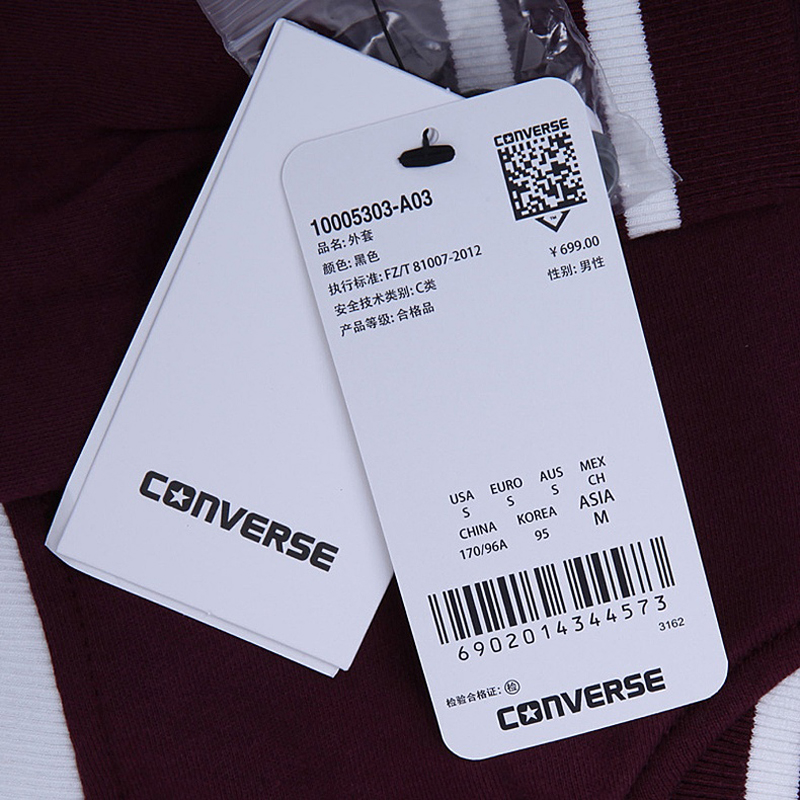 CONVERSE
CONVERSE
10005303-A03
品名: 外套
颜色: 黑色
执行标准: FZ/T 81007-2012
安全技术类别: C类
产品等级: 合格品
¥ 699.00
性别: 男性
USA EURO AUS MEX
S S S CH
CHINA KOREA ASIA
170/96A 95 M
6902014344573
3162
检验合格证: 检
CONVERSE